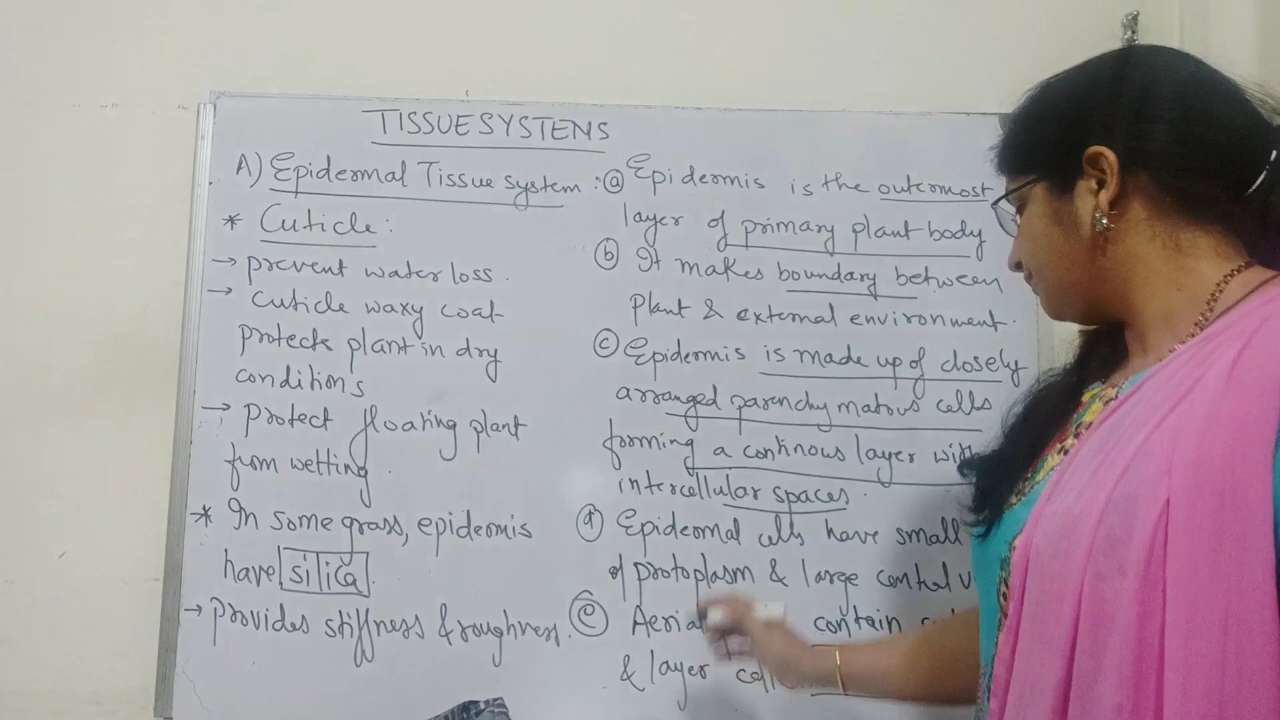 TISSUE SYSTENS
A) Epidermal Tissue system :
* Cuticle :
→ prevent water loss.
→ Cuticle waxy coat
protects plant in dry
conditions
→ protect floating plant
from wetting.
* In some grass, epidermis
have silica.
→ provides stiffness & roughness.
ⓐ Epidermis is the outermost
layer of primary plant body
ⓑ It makes boundary between
plant & external environment.
ⓒ Epidermis is made up of closely
arranged parenchymatous cells
forming a continous layer
intercellular spaces.
ⓓ Epidermal cells have small
of protoplasm & large central
ⓔ contain
& layer